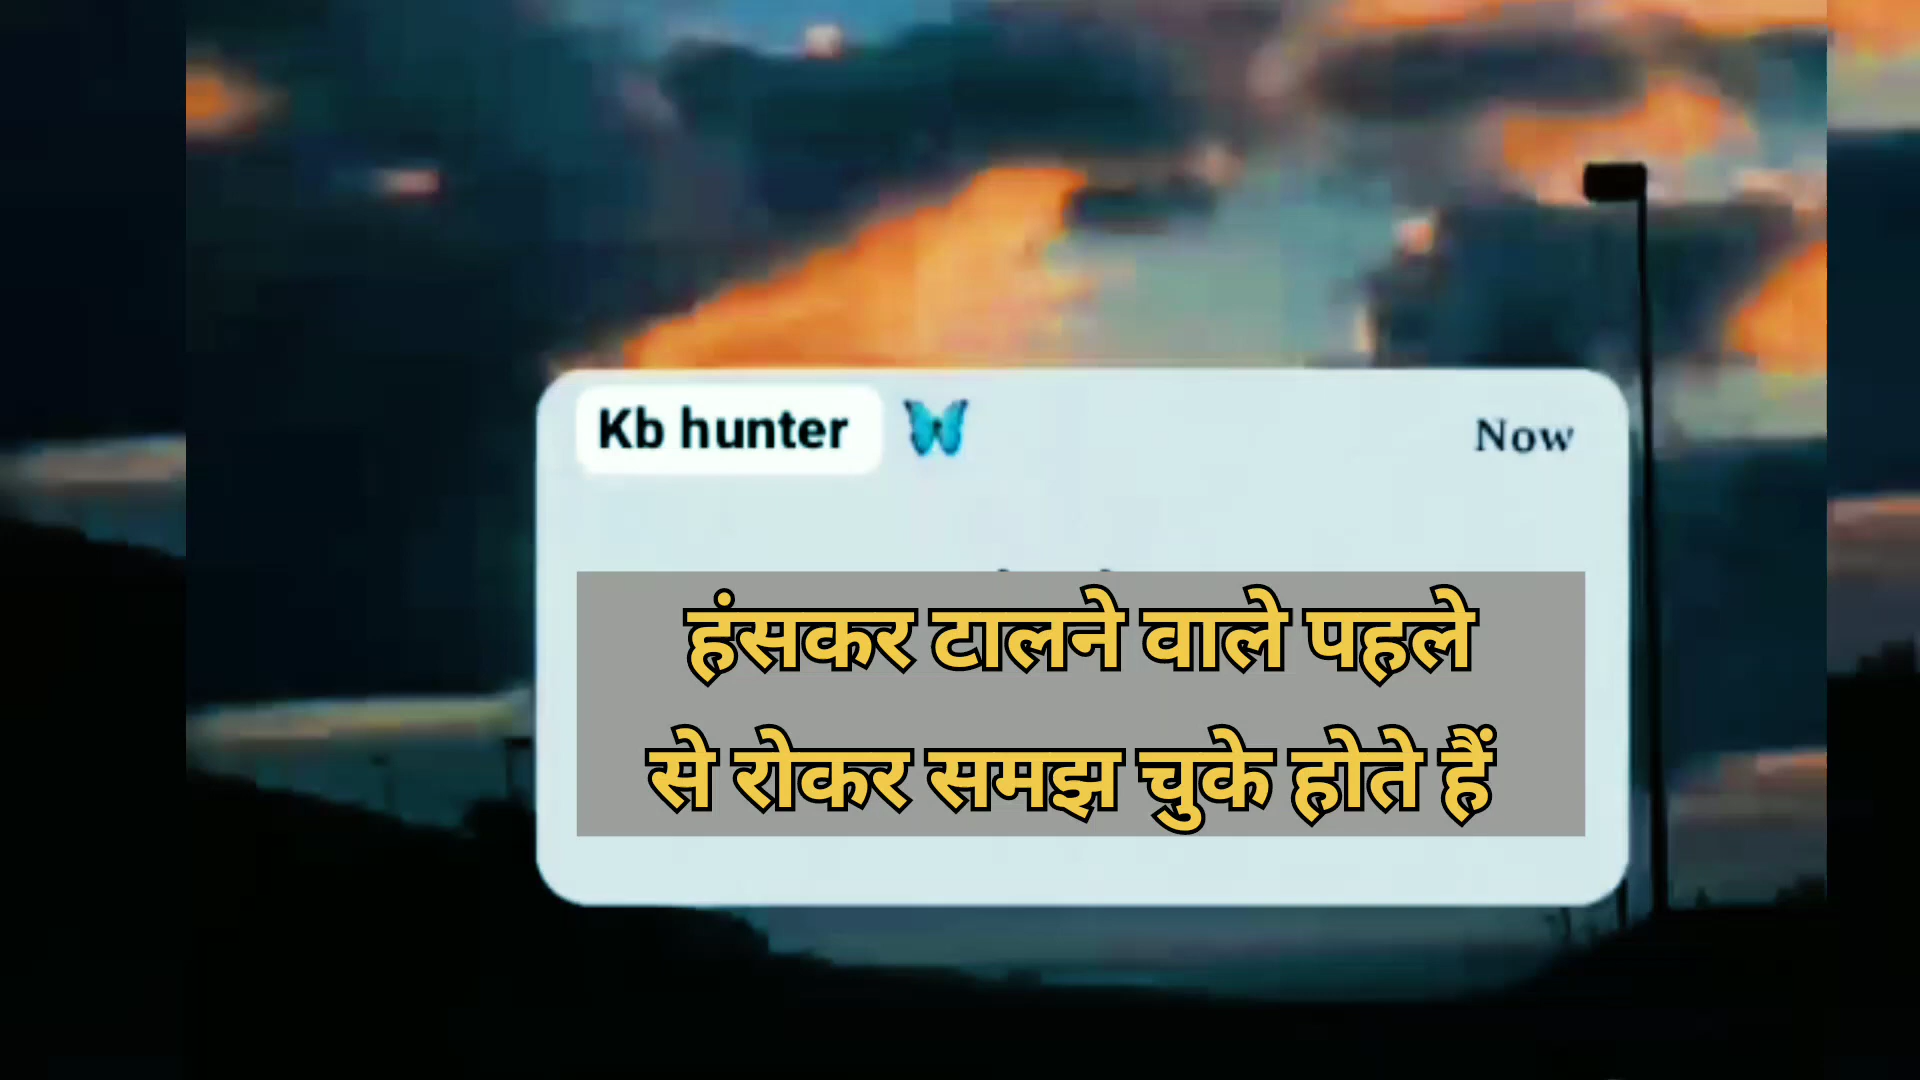 Kb hunter 🦋 Now
हंसकर टालने वाले पहले
से रोकर समझ चुके होते हैं